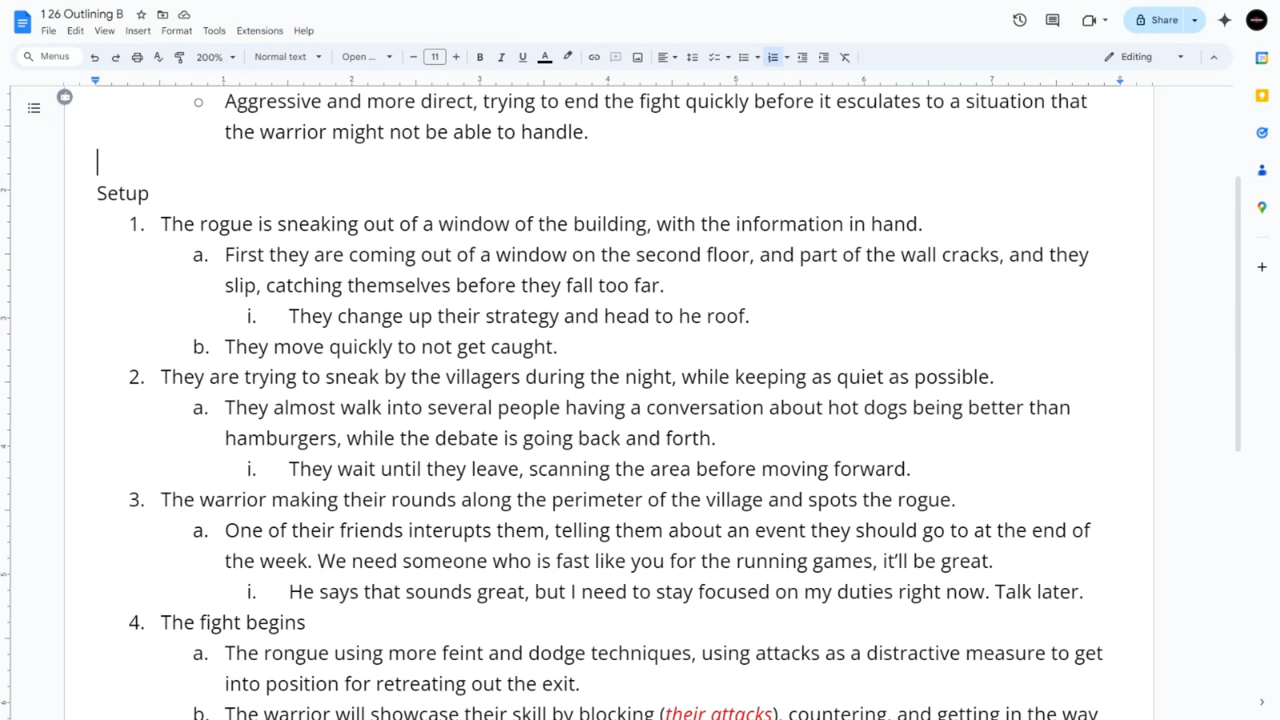 1 26 Outlining B
File Edit View Insert Format Tools Extensions Help
Share
Menus 200% Normal text Open ... 11 B I U A Editing
1 2 3 4 5 6 7
Aggressive and more direct, trying to end the fight quickly before it esculates to a situation that
the warrior might not be able to handle.
Setup
1. The rogue is sneaking out of a window of the building, with the information in hand.
a. First they are coming out of a window on the second floor, and part of the wall cracks, and they
slip, catching themselves before they fall too far.
i. They change up their strategy and head to he roof.
b. They move quickly to not get caught.
2. They are trying to sneak by the villagers during the night, while keeping as quiet as possible.
a. They almost walk into several people having a conversation about hot dogs being better than
hamburgers, while the debate is going back and forth.
i. They wait until they leave, scanning the area before moving forward.
3. The warrior making their rounds along the perimeter of the village and spots the rogue.
a. One of their friends interupts them, telling them about an event they should go to at the end of
the week. We need someone who is fast like you for the running games, it’ll be great.
i. He says that sounds great, but I need to stay focused on my duties right now. Talk later.
4. The fight begins
a. The rongue using more feint and dodge techniques, using attacks as a distractive measure to get
into position for retreating out the exit.
b. The warrior will showcase their skill by blocking (their attacks), countering, and getting in the way